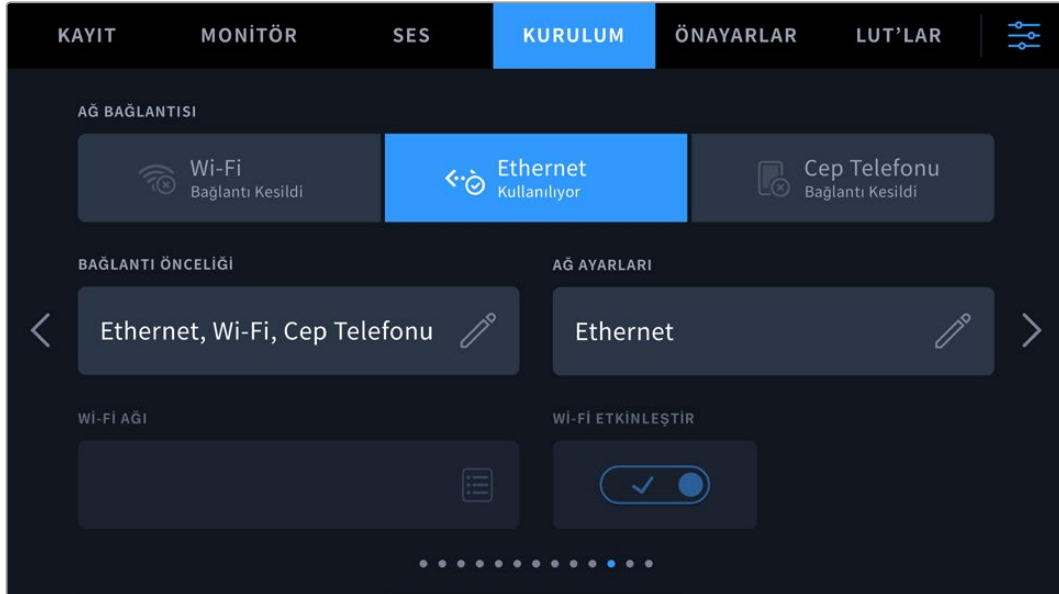 KAYIT MONİTÖR SES KURULUM ÖNAYARLAR LUT’LAR
AĞ BAĞLANTISI
Wi-Fi
Bağlantı Kesildi
Ethernet
Kullanılıyor
Cep Telefonu
Bağlantı Kesildi
BAĞLANTI ÖNCELİĞİ
Ethernet, Wi-Fi, Cep Telefonu
AĞ AYARLARI
Ethernet
Wİ-Fİ AĞI
Wİ-Fİ ETKİNLEŞTİR